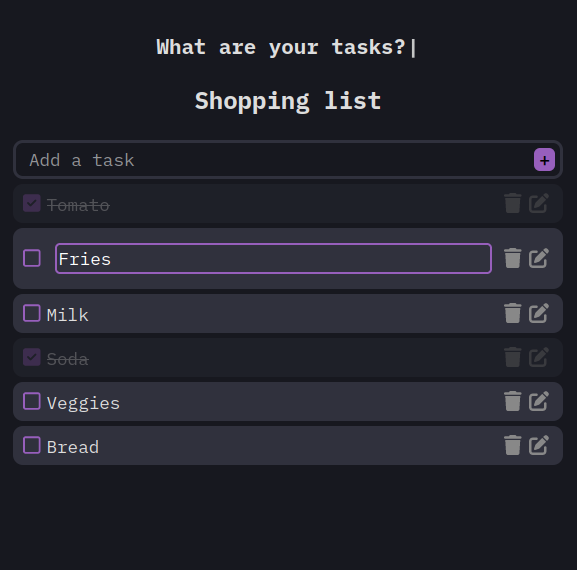 What are your tasks?|
Shopping list
Add a task +
Tomato
Fries
Milk
Soda
Veggies
Bread